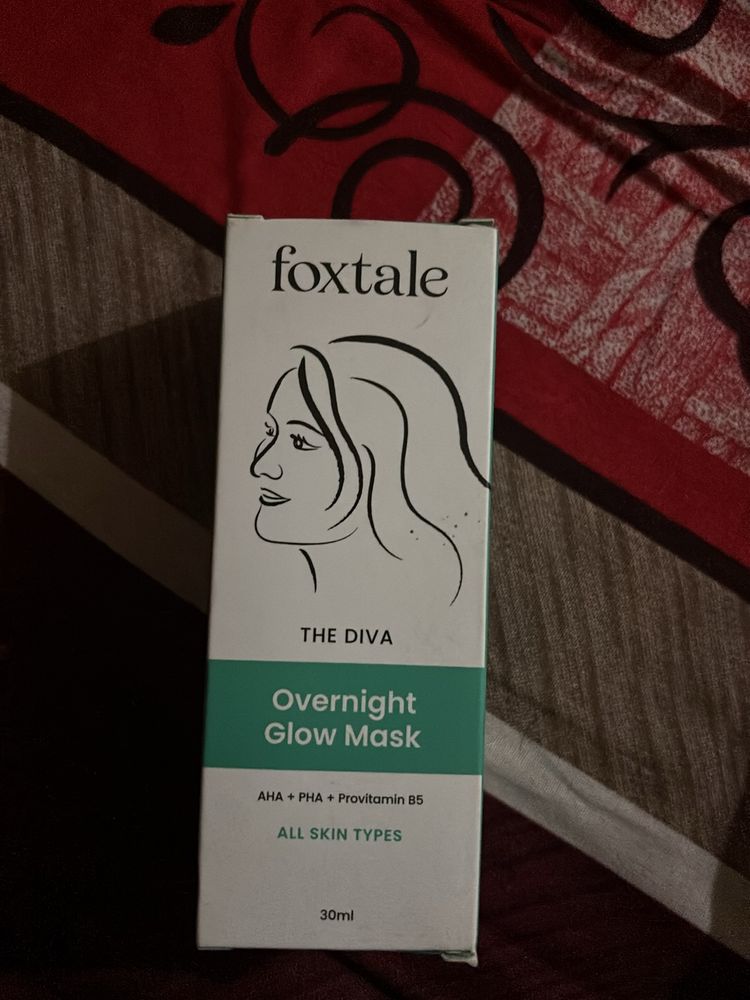 foxtale
THE DIVA
Overnight
Glow Mask
AHA + PHA + Provitamin B5
ALL SKIN TYPES
30ml